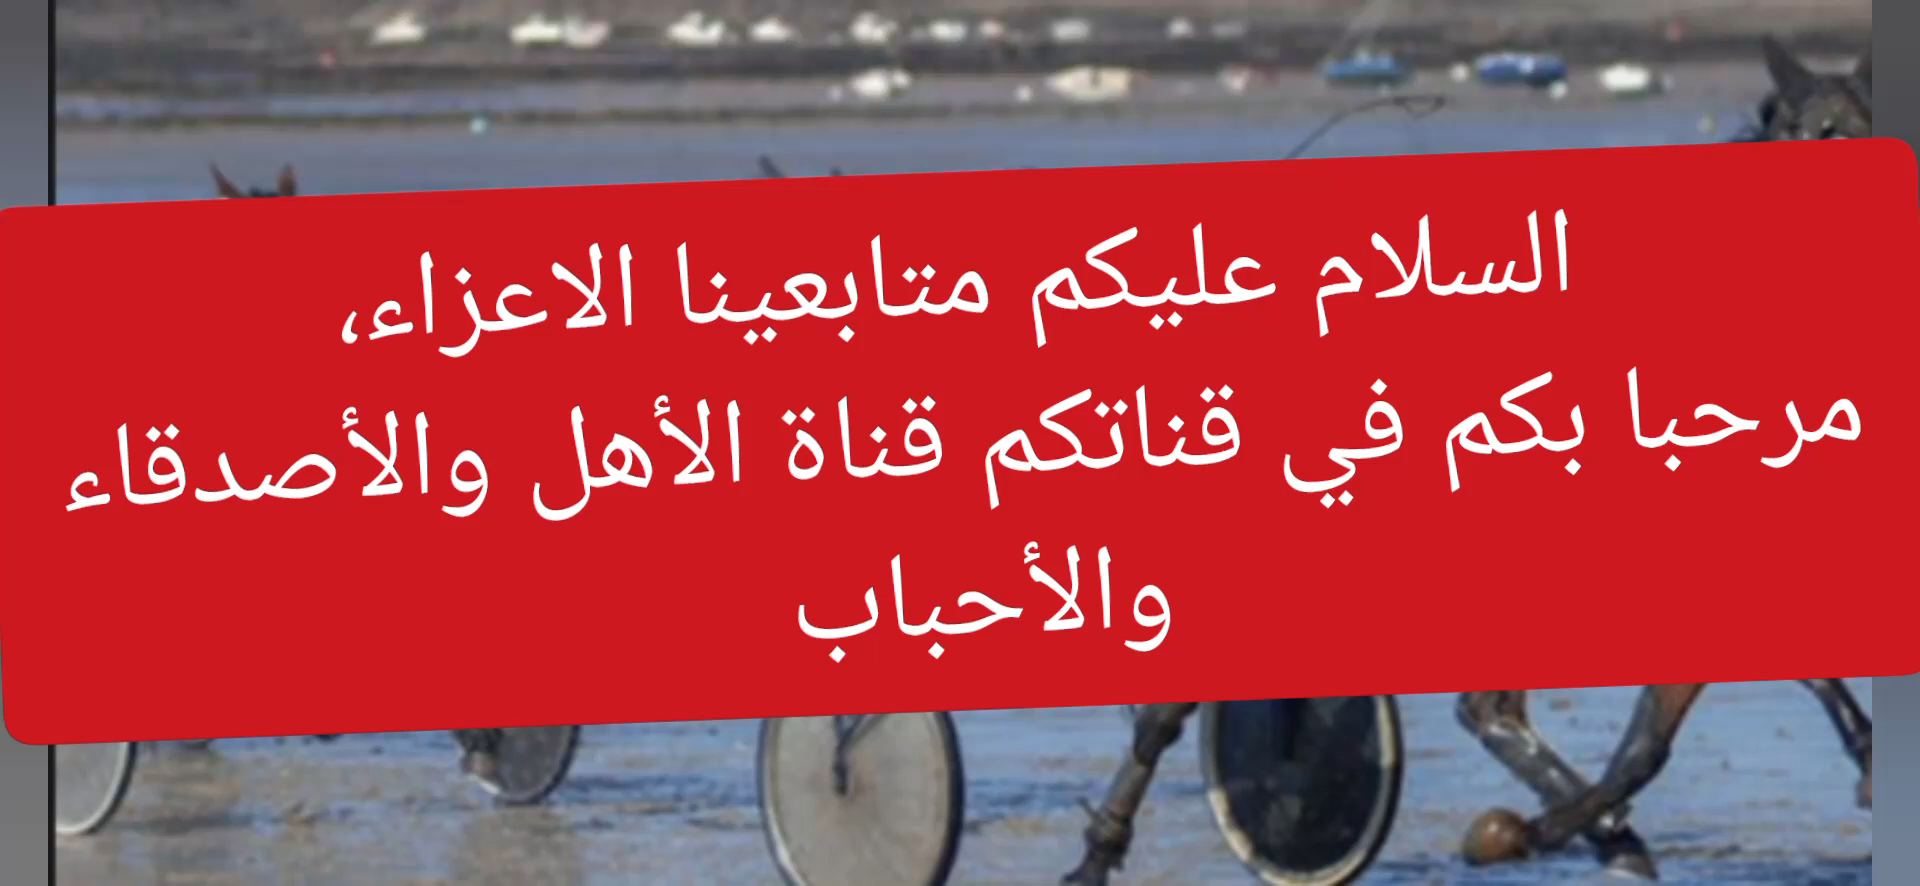 السلام عليكم متابعينا الاعزاء،
مرحبا بكم في قناتكم قناة الأهل والأصدقاء
والأحباب